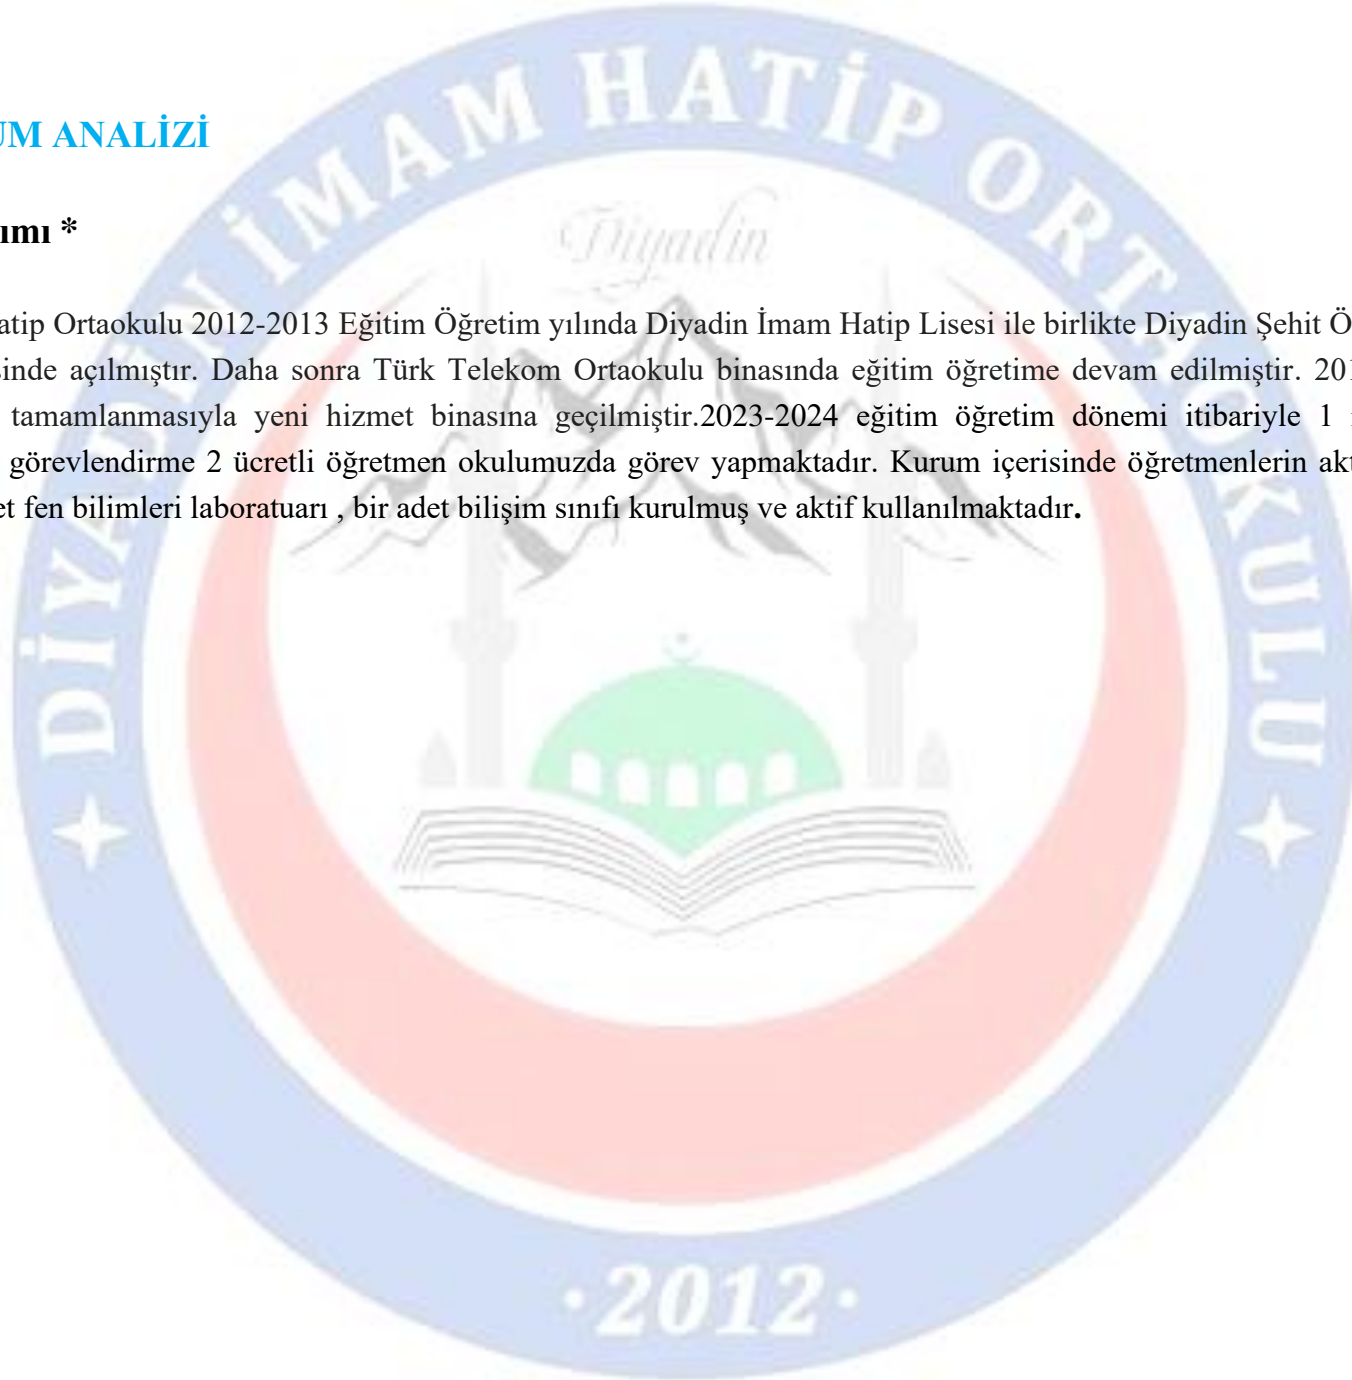 DİYADİN İMAM HATİP ORTAOKULU
UM ANALİZİ
ımı *
Diyadin
atip Ortaokulu 2012-2013 Eğitim Öğretim yılında Diyadin İmam Hatip Lisesi ile birlikte Diyadin Şehit Ö
sinde açılmıştır. Daha sonra Türk Telekom Ortaokulu binasında eğitim öğretime devam edilmiştir. 201
tamamlanmasıyla yeni hizmet binasına geçilmiştir.2023-2024 eğitim öğretim dönemi itibariyle 1
görevlendirme 2 ücretli öğretmen okulumuzda görev yapmaktadır. Kurum içerisinde öğretmenlerin akt
et fen bilimleri laboratuarı , bir adet bilişim sınıfı kurulmuş ve aktif kullanılmaktadır.
·2012·